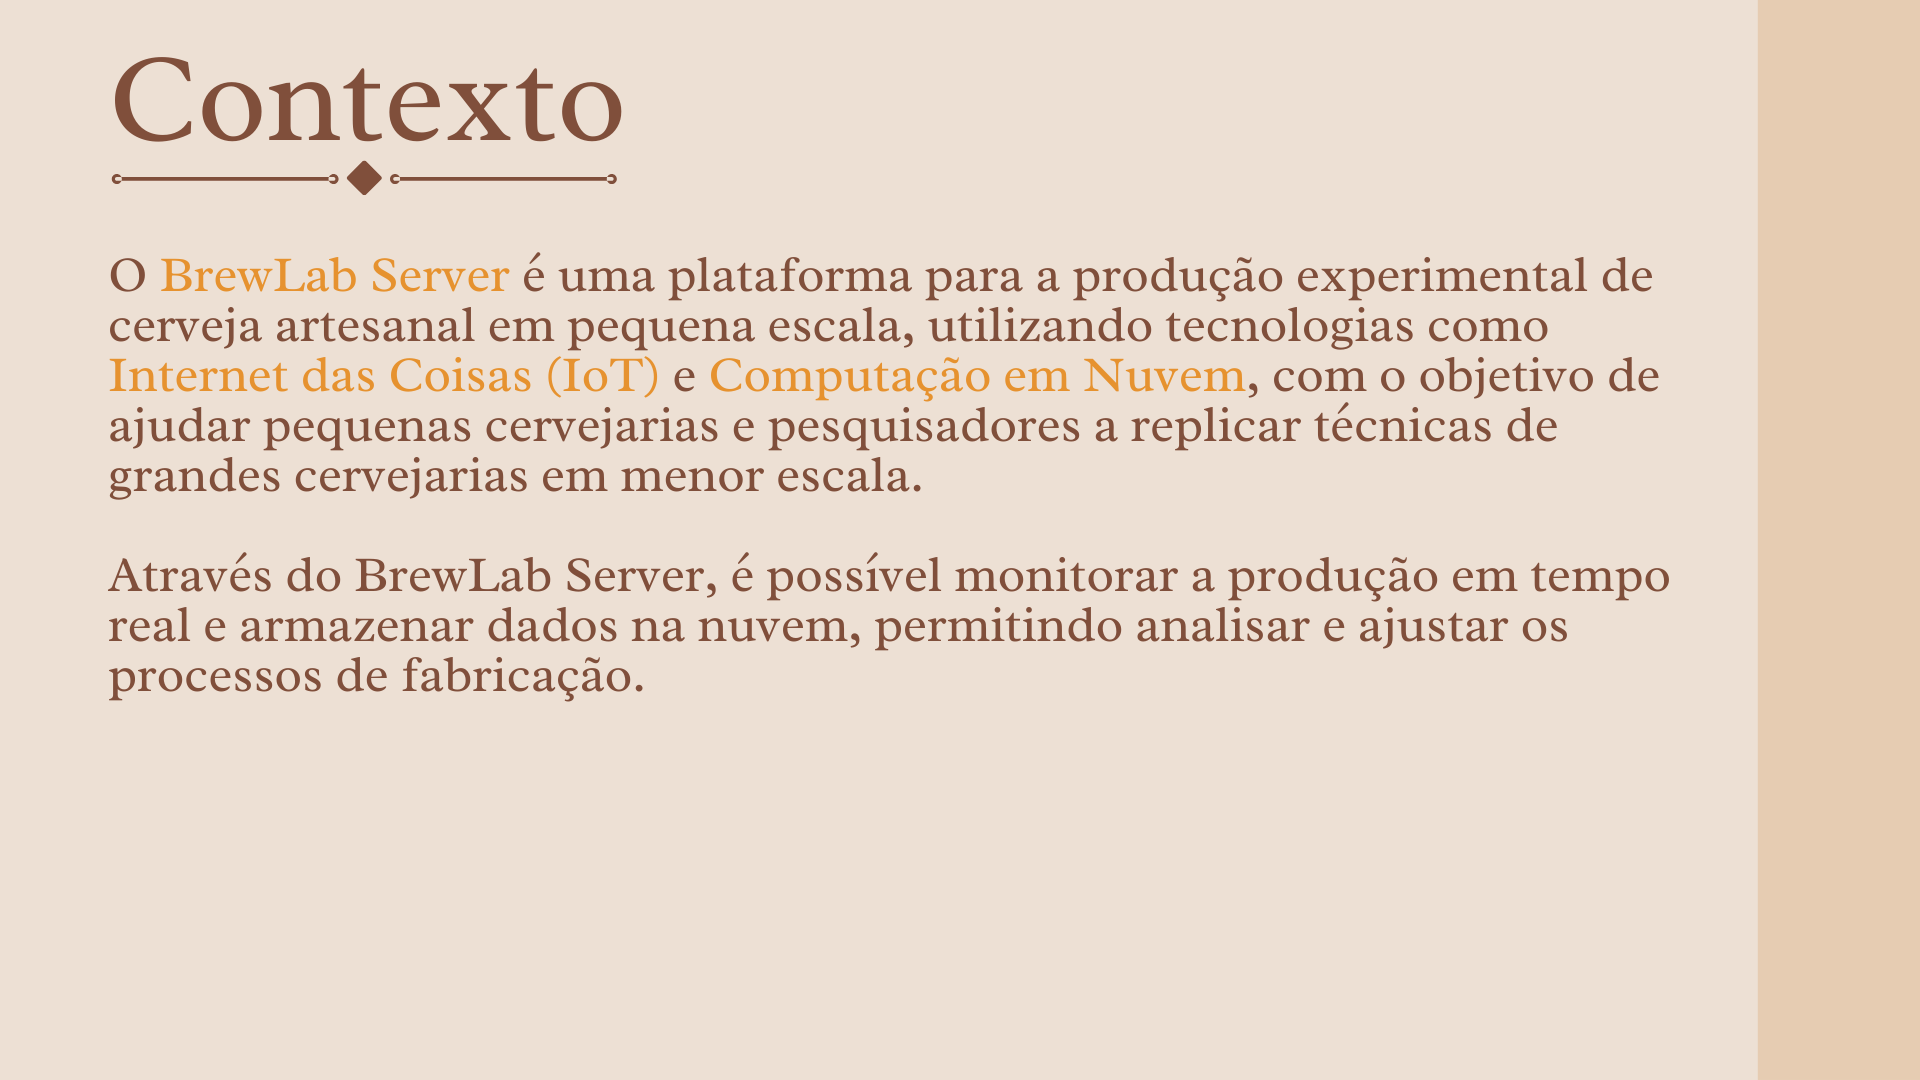 Contexto
O BrewLab Server é uma plataforma para a produção experimental de
cerveja artesanal em pequena escala, utilizando tecnologias como
Internet das Coisas (IoT) e Computação em Nuvem, com o objetivo de
ajudar pequenas cervejarias e pesquisadores a replicar técnicas de
grandes cervejarias em menor escala.
Através do BrewLab Server, é possível monitorar a produção em tempo
real e armazenar dados na nuvem, permitindo analisar e ajustar os
processos de fabricação.